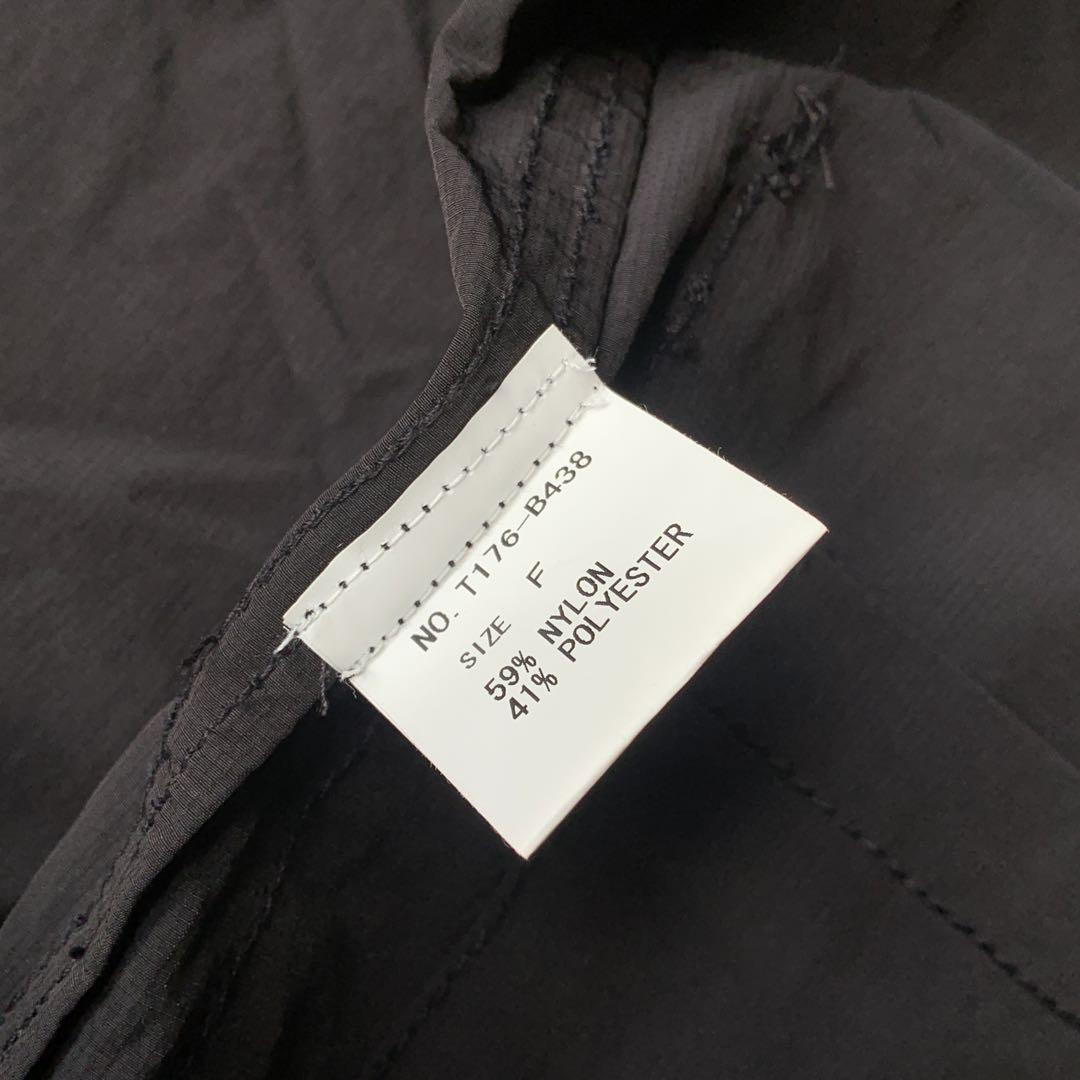 NO. T176-B438
SIZE F
59% NYLON
41% POLYESTER